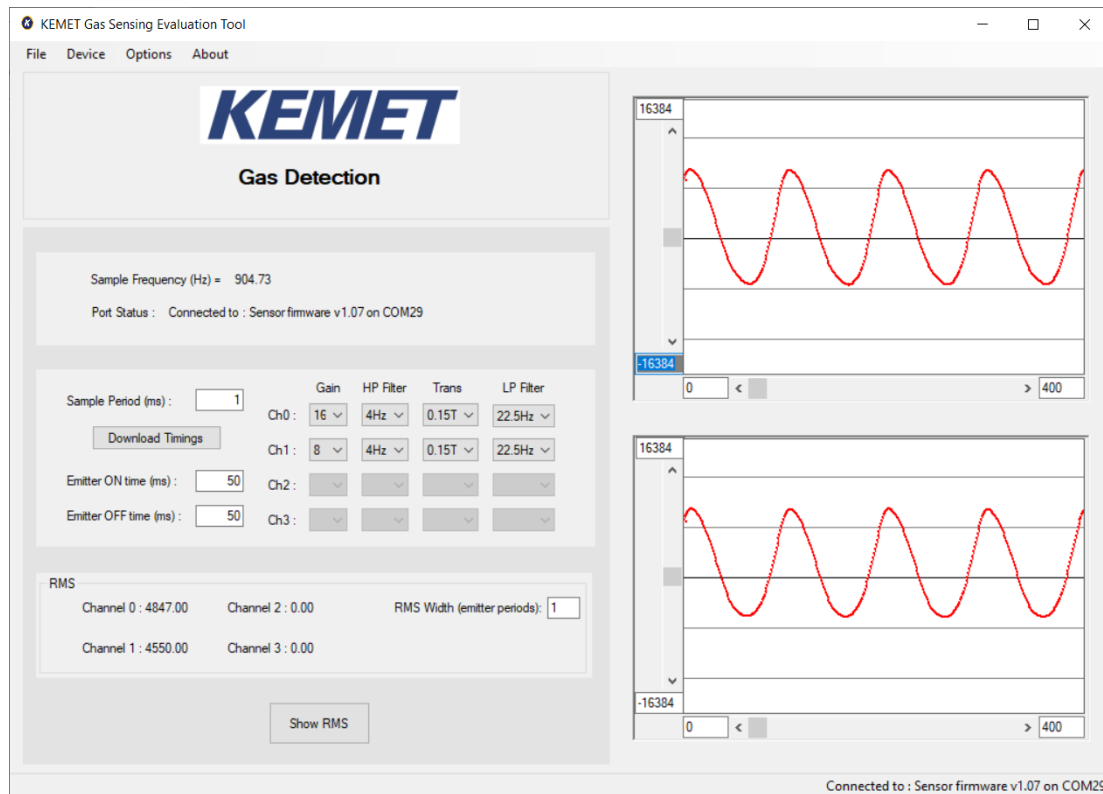 KEMET Gas Sensing Evaluation Tool
File Device Options About
KEMET
Gas Detection
Sample Frequency (Hz) = 904.73
Port Status : Connected to : Sensor firmware v1.07 on COM29
Gain HP Filter Trans LP Filter
Sample Period (ms) : 1
Ch0 : 16 4Hz 0.15T 22.5Hz
Download Timings
Ch1 : 8 4Hz 0.15T 22.5Hz
Emitter ON time (ms) : 50
Ch2 :
Emitter OFF time (ms) : 50
Ch3 :
RMS
Channel 0 : 4847.00 Channel 2 : 0.00 RMS Width (emitter periods): 1
Channel 1 : 4550.00 Channel 3 : 0.00
Show RMS
16384
-16384
0 400
16384
-16384
0 400
Connected to : Sensor firmware v1.07 on COM29